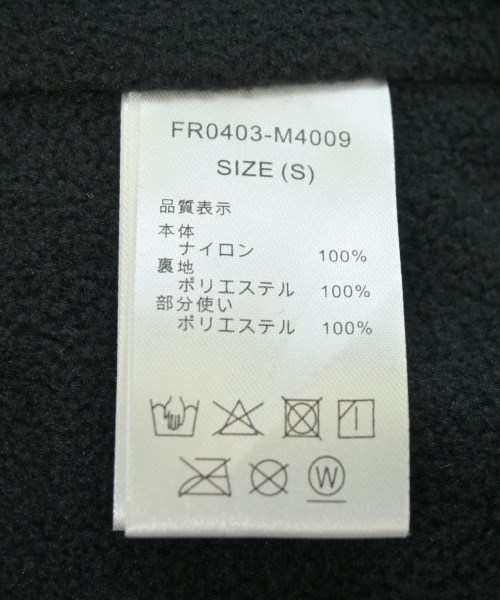 FR0403-M4009
SIZE (S)
品質表示
本体
ナイロン 100%
裏地
ポリエステル 100%
部分使い
ポリエステル 100%
W